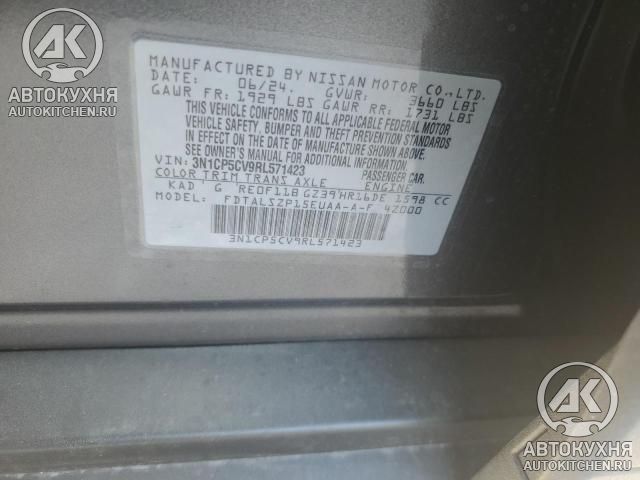 MANUFACTURED BY NISSAN MOTOR CO.,LTD.
DATE: 06/24. GVWR: 3660 LBS
GAWR FR: 1929 LBS GAWR RR: 1731 LBS
THIS VEHICLE CONFORMS TO ALL APPLICABLE FEDERAL MOTOR
VEHICLE SAFETY, BUMPER AND THEFT PREVENTION STANDARDS
IN EFFECT ON THE DATE OF MANUFACTURE SHOWN ABOVE.
SEE OWNER'S MANUAL FOR ADDITIONAL INFORMATION.
VIN: 3N1CP5CV9RL571423 PASSENGER CAR
COLOR TRIM TRANS AXLE ENGINE
KAD G RE0F11B GZ39 HR16DE 1598 CC
MODEL: FDTALSZP15EUAA-A-F 42000
3N1CP5CV9RL571423
АК
АВТОКУХНЯ
AUTOKITCHEN.RU
АК
АВТОКУХНЯ
AUTOKITCHEN.RU